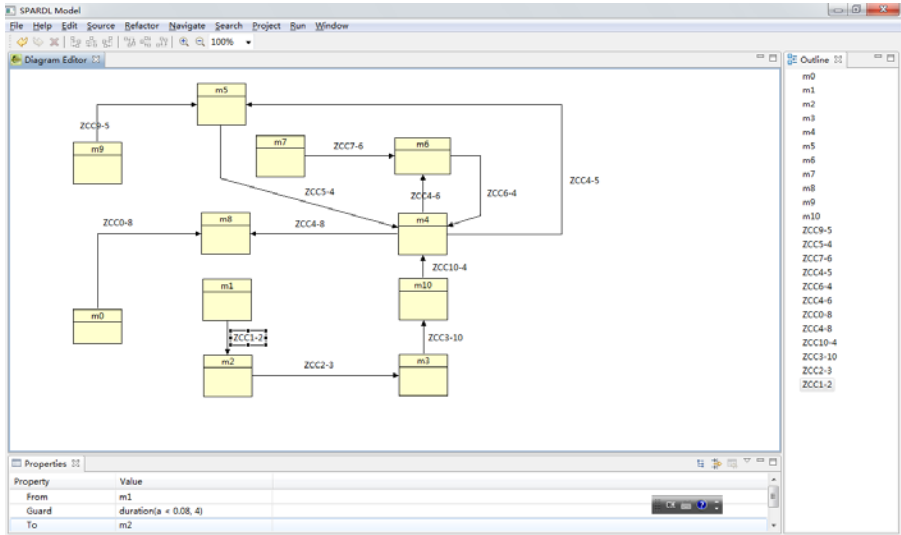 SPARDL Model
File Help Edit Source Refactor Navigate Search Project Run Window
100%
Diagram Editor
Outline
m5
ZCC9-5
m9
m7
ZCC7-6
m6
ZCC4-5
ZCC5-4
ZCC4-6
ZCC6-4
ZCC0-8
m8
ZCC4-8
m4
ZCC10-4
m1
m10
m0
ZCC1-2
ZCC3-10
m2
ZCC2-3
m3
m0
m1
m2
m3
m4
m5
m6
m7
m8
m9
m10
ZCC9-5
ZCC5-4
ZCC7-6
ZCC4-5
ZCC6-4
ZCC4-6
ZCC0-8
ZCC4-8
ZCC10-4
ZCC3-10
ZCC2-3
ZCC1-2
Properties
Property Value
From m1
Guard duration(a < 0.08, 4)
To m2